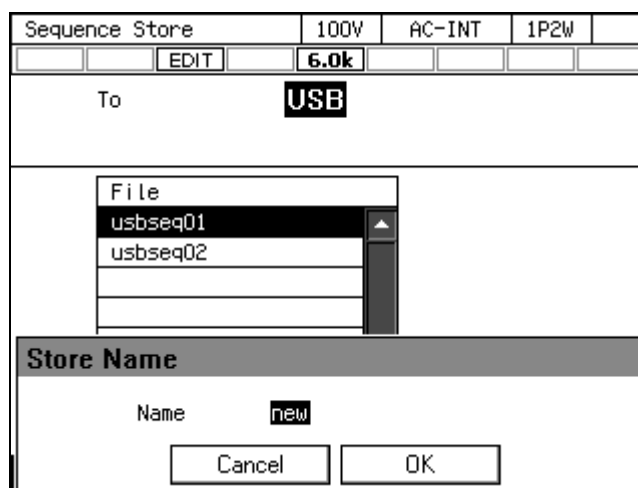 Sequence Store 100V AC-INT 1P2W
EDIT 6.0k
To USB
File
usbseq01
usbseq02
Store Name
Name new
Cancel OK